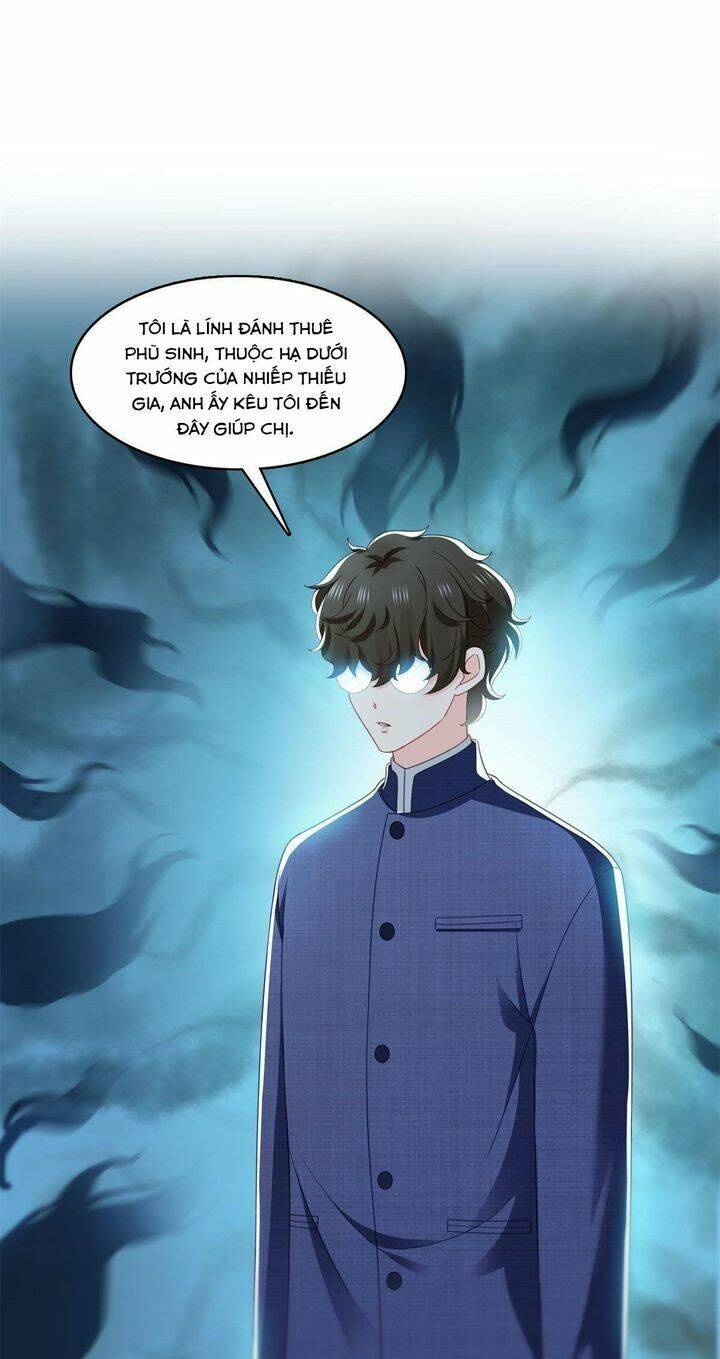 TÔI LÀ LÍNH ĐÁNH THUÊ
PHÙ SINH, THUỘC HẠ DƯỚI
TRƯỚNG CỦA NHIẾP THIẾU
GIA, ANH ẤY KÊU TÔI ĐẾN
ĐÂY GIÚP CHỊ.